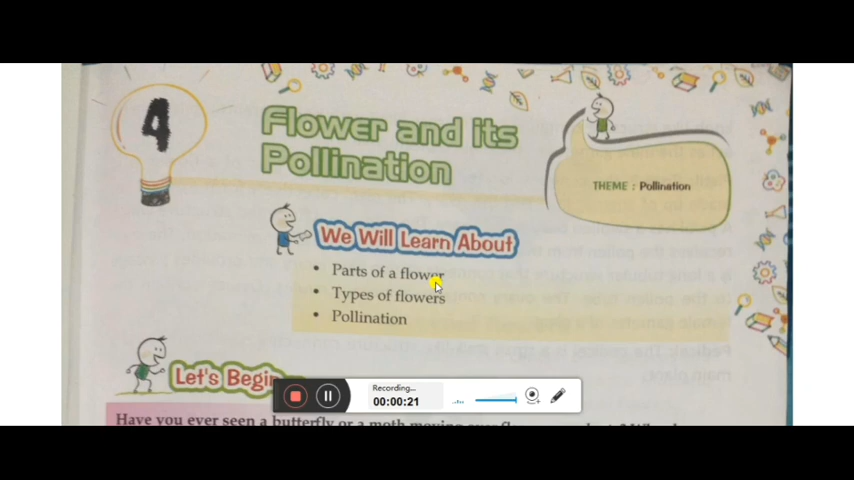 4
Flower and its
Pollination
THEME : Pollination
We Will Learn About
• Parts of a flower
• Types of flowers
• Pollination
Let's Begin
Recording...
00:00:21
Have you ever seen a butterfly or a moth moving over